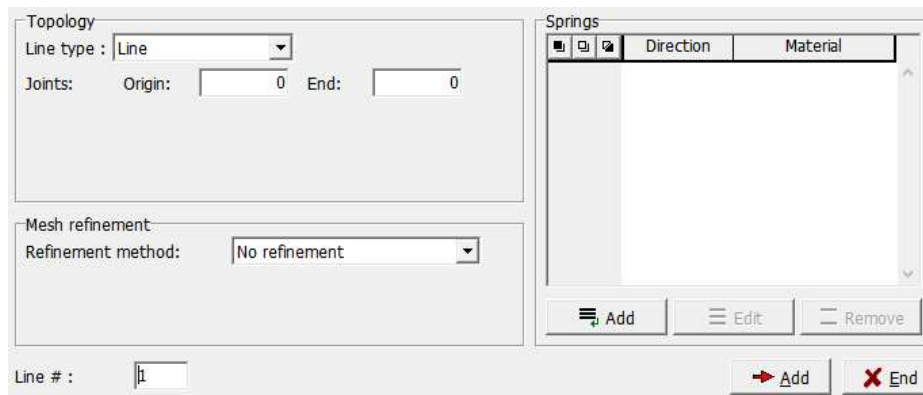 Topology
Line type : Line
Joints: Origin: 0 End: 0
Mesh refinement
Refinement method: No refinement
Springs
Direction Material
Add Edit Remove
Line # : 1
Add End